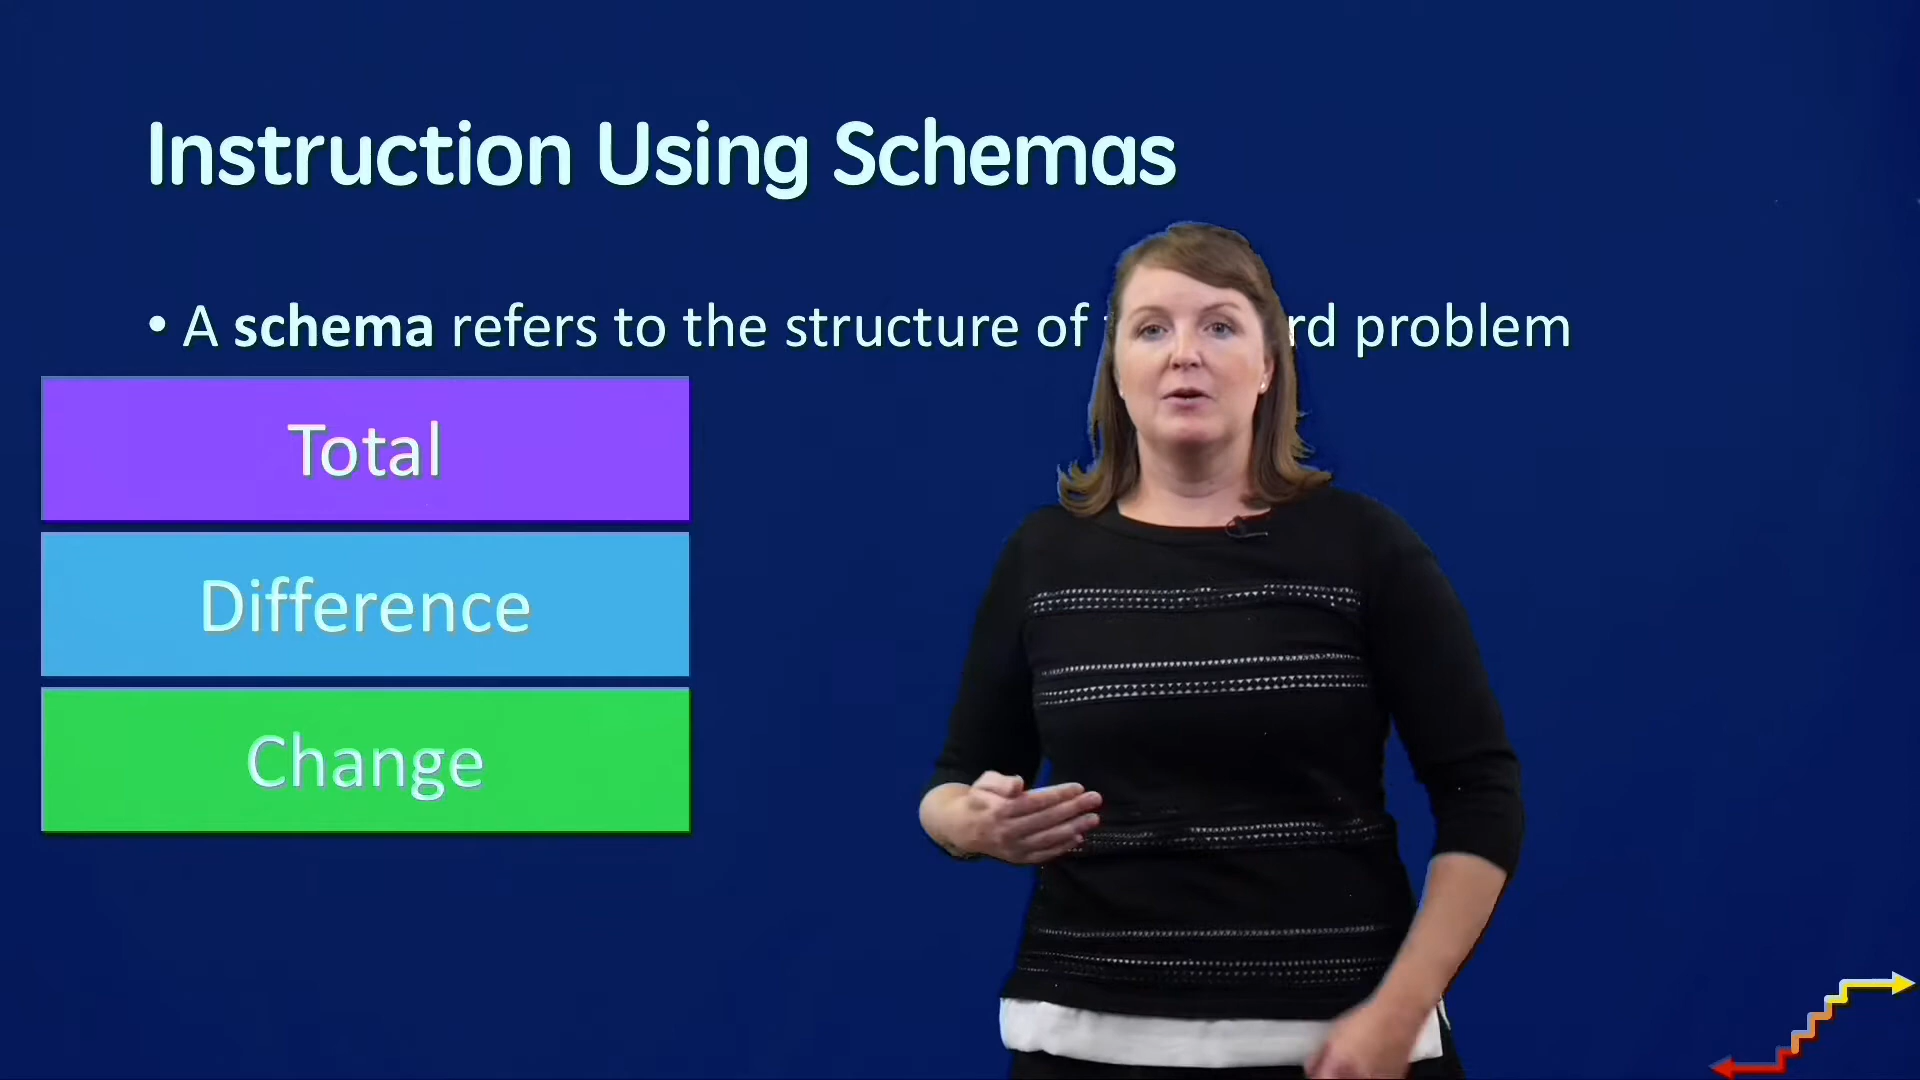 Instruction Using Schemas
• A schema refers to the structure of rd problem
Total
Difference
Change